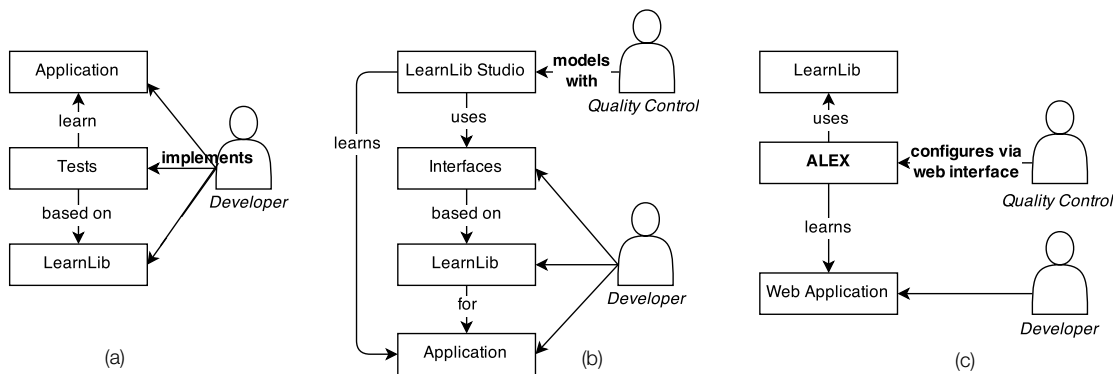 Application
learn
Tests
implements
Developer
based on
LearnLib
(a)
LearnLib Studio
models
with
Quality Control
uses
learns
Interfaces
based on
LearnLib
Developer
for
Application
(b)
LearnLib
uses
ALEX
configures via
web interface
Quality Control
learns
Web Application
Developer
(c)